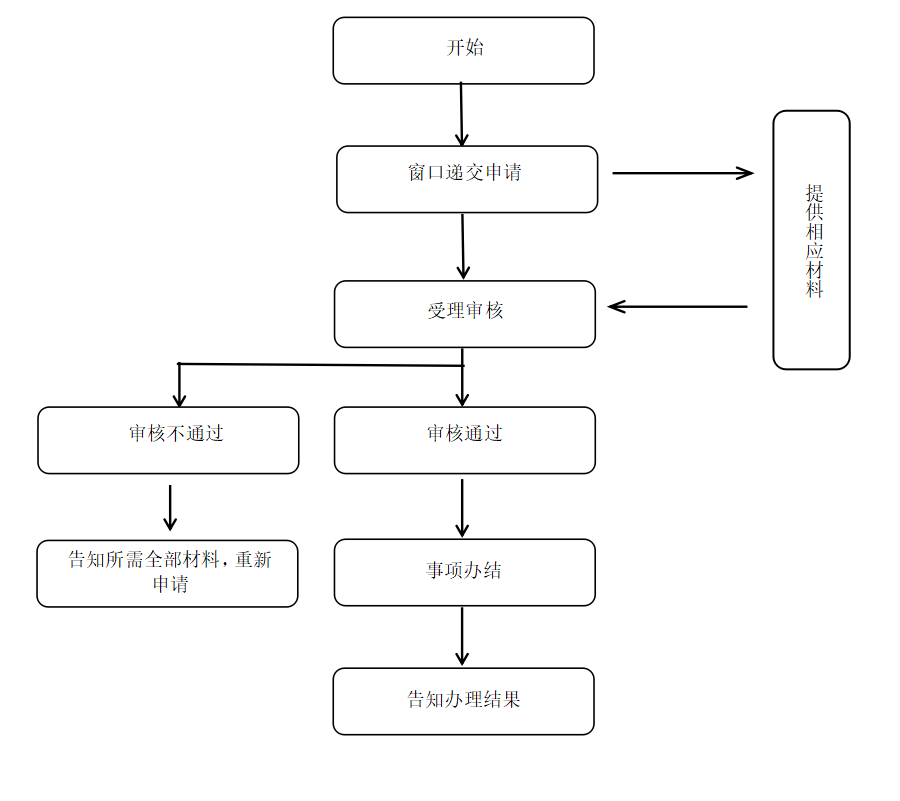 开始
窗口递交申请
提供相应材料
受理审核
审核不通过
审核通过
告知所需全部材料，重新
申请
事项办结
告知办理结果